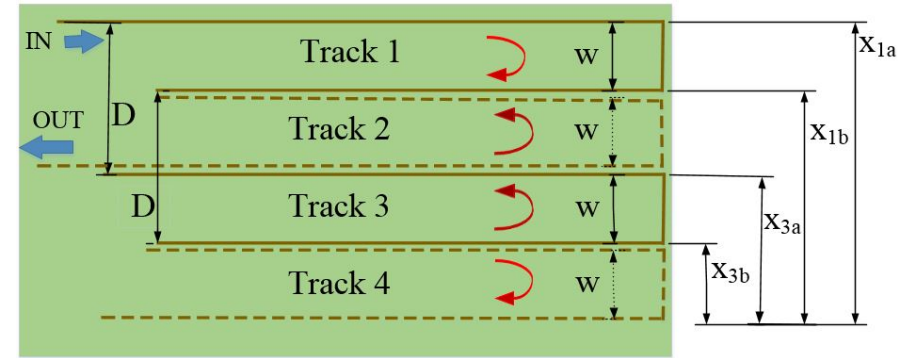 IN
Track 1
w
x1a
D
OUT
Track 2
w
x1b
D
Track 3
w
x3a
x3b
Track 4
w